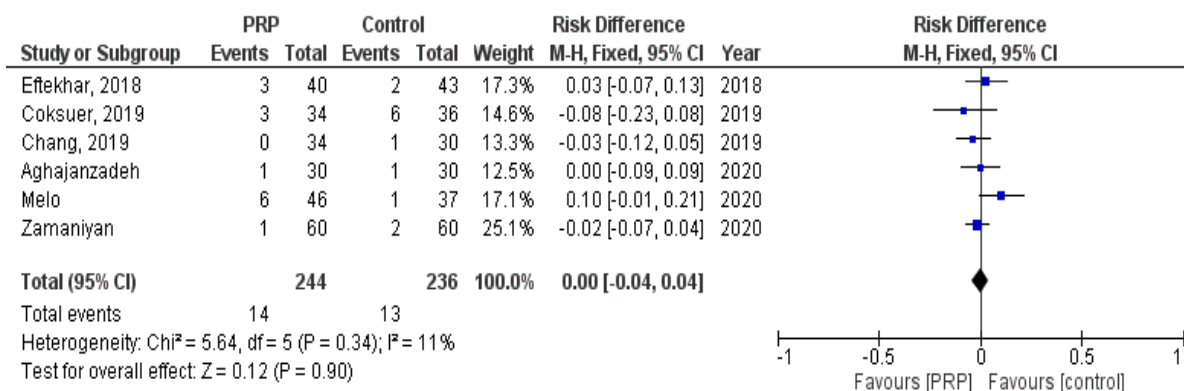 PRP Control Risk Difference Risk Difference
Study or Subgroup Events Total Events Total Weight M-H, Fixed, 95% CI Year M-H, Fixed, 95% CI
Eftekhar, 2018 3 40 2 43 17.3% 0.03 [-0.07, 0.13] 2018
Coksuer, 2019 3 34 6 36 14.6% -0.08 [-0.23, 0.08] 2019
Chang, 2019 0 34 1 30 13.3% -0.03 [-0.12, 0.05] 2019
Aghajanzadeh 1 30 1 30 12.5% 0.00 [-0.09, 0.09] 2020
Melo 6 46 1 37 17.1% 0.10 [-0.01, 0.21] 2020
Zamaniyan 1 60 2 60 25.1% -0.02 [-0.07, 0.04] 2020
Total (95% CI) 244 236 100.0% 0.00 [-0.04, 0.04]
Total events 14 13
Heterogeneity: Chi² = 5.64, df = 5 (P = 0.34); I² = 11%
Test for overall effect: Z = 0.12 (P = 0.90)
-1 -0.5 0 0.5 1
Favours [PRP] Favours [control]